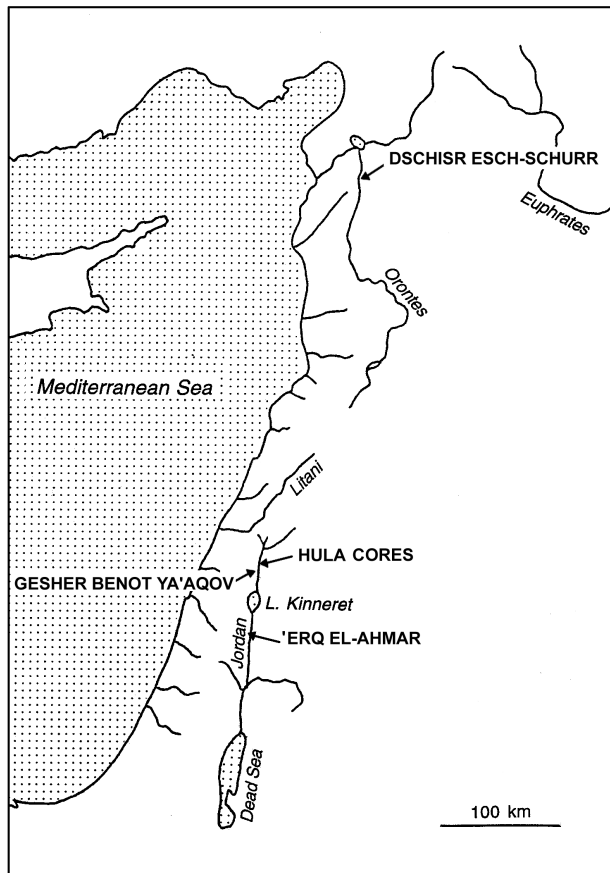 DSCHISR ESCH-SCHURR
Euphrates
Orontes
Mediterranean Sea
Litani
HULA CORES
GESHER BENOT YA'AQOV
L. Kinneret
'ERQ EL-AHMAR
Jordan
Dead Sea
100 km